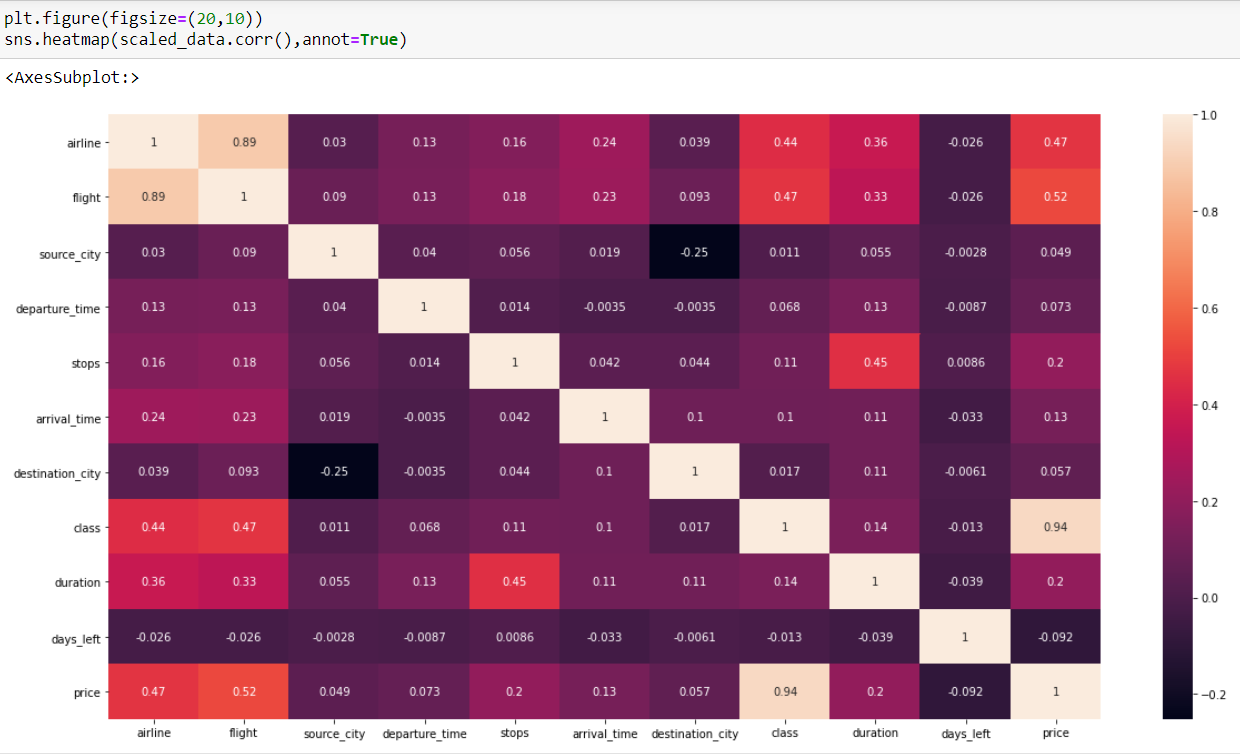 plt.figure(figsize=(20,10))
sns.heatmap(scaled_data.corr(),annot=True)
<AxesSubplot:>
airline 1 0.89 0.03 0.13 0.16 0.24 0.039 0.44 0.36 -0.026 0.47
flight 0.89 1 0.09 0.13 0.18 0.23 0.093 0.47 0.33 -0.026 0.52
source_city 0.03 0.09 1 0.04 0.056 0.019 -0.25 0.011 0.055 -0.0028 0.049
departure_time 0.13 0.13 0.04 1 0.014 -0.0035 -0.0035 0.068 0.13 -0.0087 0.073
stops 0.16 0.18 0.056 0.014 1 0.042 0.044 0.11 0.45 0.0086 0.2
arrival_time 0.24 0.23 0.019 -0.0035 0.042 1 0.1 0.1 0.11 -0.033 0.13
destination_city 0.039 0.093 -0.25 -0.0035 0.044 0.1 1 0.017 0.11 -0.0061 0.057
class 0.44 0.47 0.011 0.068 0.11 0.1 0.017 1 0.14 -0.013 0.94
duration 0.36 0.33 0.055 0.13 0.45 0.11 0.11 0.14 1 -0.039 0.2
days_left -0.026 -0.026 -0.0028 -0.0087 0.0086 -0.033 -0.0061 -0.013 -0.039 1 -0.092
price 0.47 0.52 0.049 0.073 0.2 0.13 0.057 0.94 0.2 -0.092 1
airline flight source_city departure_time stops arrival_time destination_city class duration days_left price
1.0
0.8
0.6
0.4
0.2
0.0
−0.2